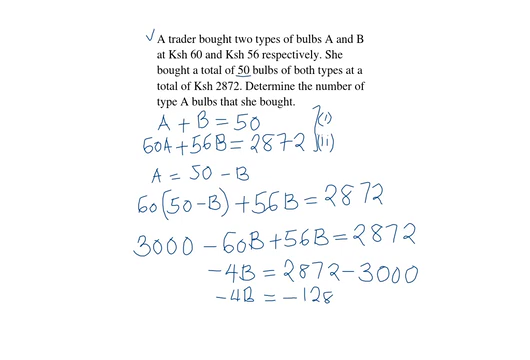 ✓ A trader bought two types of bulbs A and B
at Ksh 60 and Ksh 56 respectively. She
bought a total of 50 bulbs of both types at a
total of Ksh 2872. Determine the number of
type A bulbs that she bought.
A + B = 50 (i)
60A + 56B = 2872 (ii)
A = 50 - B
60(50 - B) + 56B = 2872
3000 - 60B + 56B = 2872
-4B = 2872 - 3000
-4B = -128